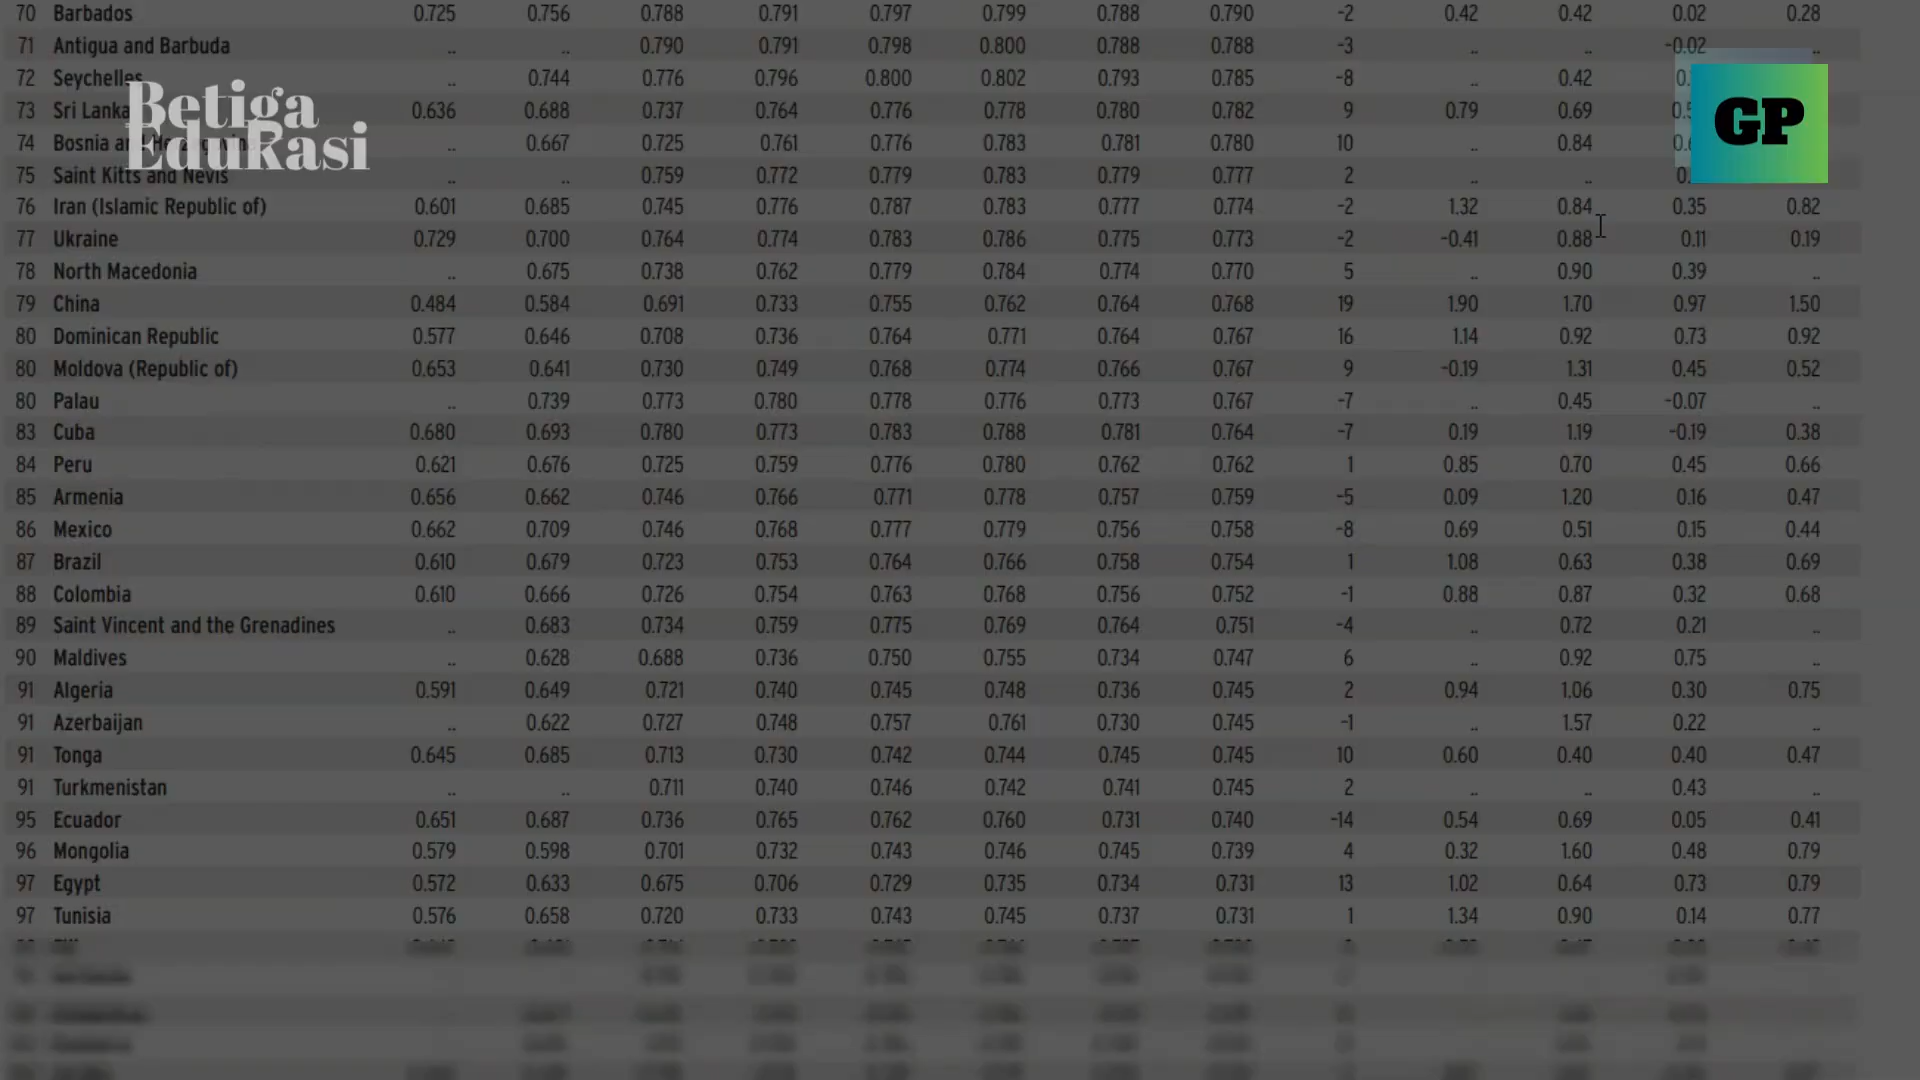 70 Barbados 0.725 0.756 0.788 0.791 0.797 0.799 0.788 0.790 -2 0.42 0.42 0.02 0.28
71 Antigua and Barbuda .. .. 0.790 0.791 0.798 0.800 0.788 0.788 -3 .. .. -0.02 ..
72 Seychelles .. 0.744 0.776 0.796 0.800 0.802 0.793 0.785 -8 .. 0.42
73 Sri Lanka 0.636 0.688 0.737 0.764 0.776 0.778 0.780 0.782 9 0.79 0.69
74 Bosnia and Herzegovina .. 0.667 0.725 0.761 0.776 0.783 0.781 0.780 10 .. 0.84
75 Saint Kitts and Nevis .. .. 0.759 0.772 0.779 0.783 0.779 0.777 2 .. ..
Betiga
Edukasi
GP
76 Iran (Islamic Republic of) 0.601 0.685 0.745 0.776 0.787 0.783 0.777 0.774 -2 1.32 0.84 0.35 0.82
77 Ukraine 0.729 0.700 0.764 0.774 0.783 0.786 0.775 0.773 -2 -0.41 0.88 0.11 0.19
78 North Macedonia .. 0.675 0.738 0.762 0.779 0.784 0.774 0.770 5 .. 0.90 0.39 ..
79 China 0.484 0.584 0.691 0.733 0.755 0.762 0.764 0.768 19 1.90 1.70 0.97 1.50
80 Dominican Republic 0.577 0.646 0.708 0.736 0.764 0.771 0.764 0.767 16 1.14 0.92 0.73 0.92
80 Moldova (Republic of) 0.653 0.641 0.730 0.749 0.768 0.774 0.766 0.767 9 -0.19 1.31 0.45 0.52
80 Palau .. 0.739 0.773 0.780 0.778 0.776 0.773 0.767 -7 .. 0.45 -0.07 ..
83 Cuba 0.680 0.693 0.780 0.773 0.783 0.788 0.781 0.764 -7 0.19 1.19 -0.19 0.38
84 Peru 0.621 0.676 0.725 0.759 0.776 0.780 0.762 0.762 1 0.85 0.70 0.45 0.66
85 Armenia 0.656 0.662 0.746 0.766 0.771 0.778 0.757 0.759 -5 0.09 1.20 0.16 0.47
86 Mexico 0.662 0.709 0.746 0.768 0.777 0.779 0.756 0.758 -8 0.69 0.51 0.15 0.44
87 Brazil 0.610 0.679 0.723 0.753 0.764 0.766 0.758 0.754 1 1.08 0.63 0.38 0.69
88 Colombia 0.610 0.666 0.726 0.754 0.763 0.768 0.756 0.752 -1 0.88 0.87 0.32 0.68
89 Saint Vincent and the Grenadines .. 0.683 0.734 0.759 0.775 0.769 0.764 0.751 -4 .. 0.72 0.21 ..
90 Maldives .. 0.628 0.688 0.736 0.750 0.755 0.734 0.747 6 .. 0.92 0.75 ..
91 Algeria 0.591 0.649 0.721 0.740 0.745 0.748 0.736 0.745 2 0.94 1.06 0.30 0.75
91 Azerbaijan .. 0.622 0.727 0.748 0.757 0.761 0.730 0.745 -1 .. 1.57 0.22 ..
91 Tonga 0.645 0.685 0.713 0.730 0.742 0.744 0.745 0.745 10 0.60 0.40 0.40 0.47
91 Turkmenistan .. .. 0.711 0.740 0.746 0.742 0.741 0.745 2 .. .. 0.43 ..
95 Ecuador 0.651 0.687 0.736 0.765 0.762 0.760 0.731 0.740 -14 0.54 0.69 0.05 0.41
96 Mongolia 0.579 0.598 0.701 0.732 0.743 0.746 0.745 0.739 4 0.32 1.60 0.48 0.79
97 Egypt 0.572 0.633 0.675 0.706 0.729 0.735 0.734 0.731 13 1.02 0.64 0.73 0.79
97 Tunisia 0.576 0.658 0.720 0.733 0.743 0.745 0.737 0.731 1 1.34 0.90 0.14 0.77